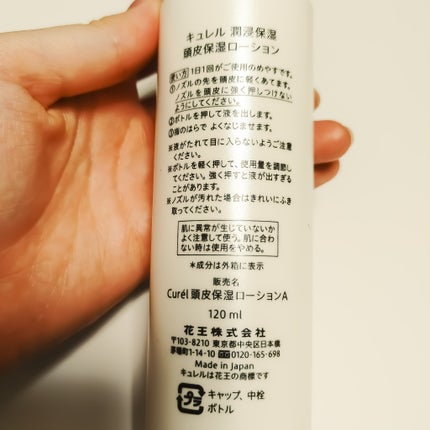 キュレル 潤浸保湿
頭皮保湿ローション
使い方 1日1回がご使用のめやすです。
①ノズルの先を頭皮に軽くあてます。
ノズルを頭皮に強く押しつけない
ようにしてください。
②ボトルを押して液を出します。
③指のはらで よくなじませます。
※液がたれて目に入らないようご注意
ください。
※ボトルを軽く押して、使用量を調節し
てください。強く押すと液が出すぎる
ことがあります。
※ノズルが汚れた場合はきれいにふき
取ってください。
肌に異常が生じていないか
よく注意して使う。肌に合わ
ない時は使用をやめる。
*成分は外箱に表示
販売名
Curél 頭皮保湿ローションA
120 ml
花王株式会社
〒103-8210 東京都中央区日本橋
茅場町1-14-10 0120-165-698
Made in Japan
キュレルは花王の商標です
プラ キャップ、中栓
ボトル